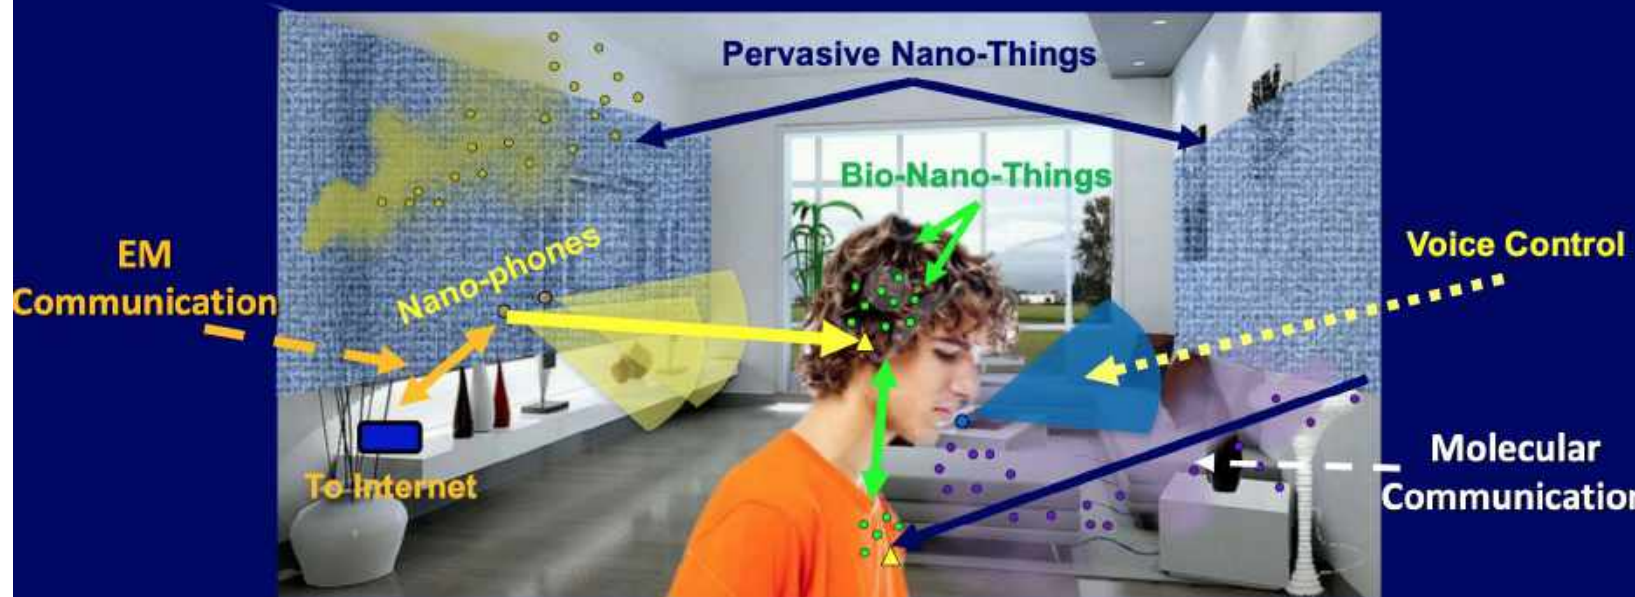 Pervasive Nano-Things
Bio-Nano-Things
Nano-phones
EM
Communication
Voice Control
Molecular
Communication
To Internet